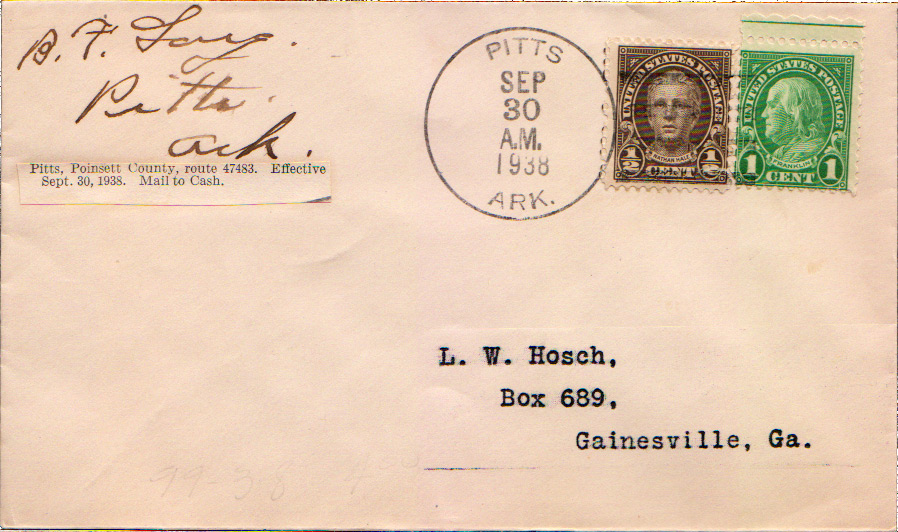 B. F. Long.
Pitts.
Ark.
Pitts, Poinsett County, route 47483. Effective
Sept. 30, 1938. Mail to Cash.
PITTS
SEP
30
A.M.
1938
ARK.
UNITED STATES POSTAGE
NATHAN HALE
1/2 CENT 1/2
UNITED STATES POSTAGE
FRANKLIN
1 CENT 1
L. W. Hosch,
Box 689,
Gainesville, Ga.